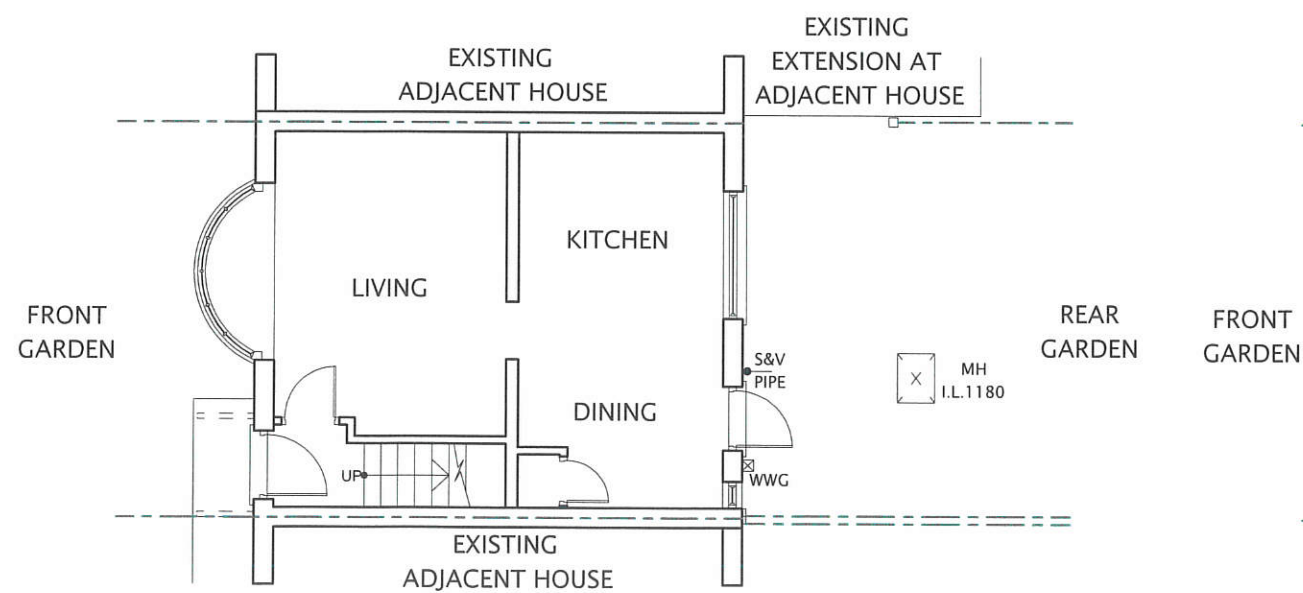 EXISTING
ADJACENT HOUSE
EXISTING
EXTENSION AT
ADJACENT HOUSE
KITCHEN
LIVING
FRONT
GARDEN
REAR
GARDEN
FRONT
GARDEN
S&V
PIPE
MH
I.L.1180
DINING
UP
WWG
EXISTING
ADJACENT HOUSE